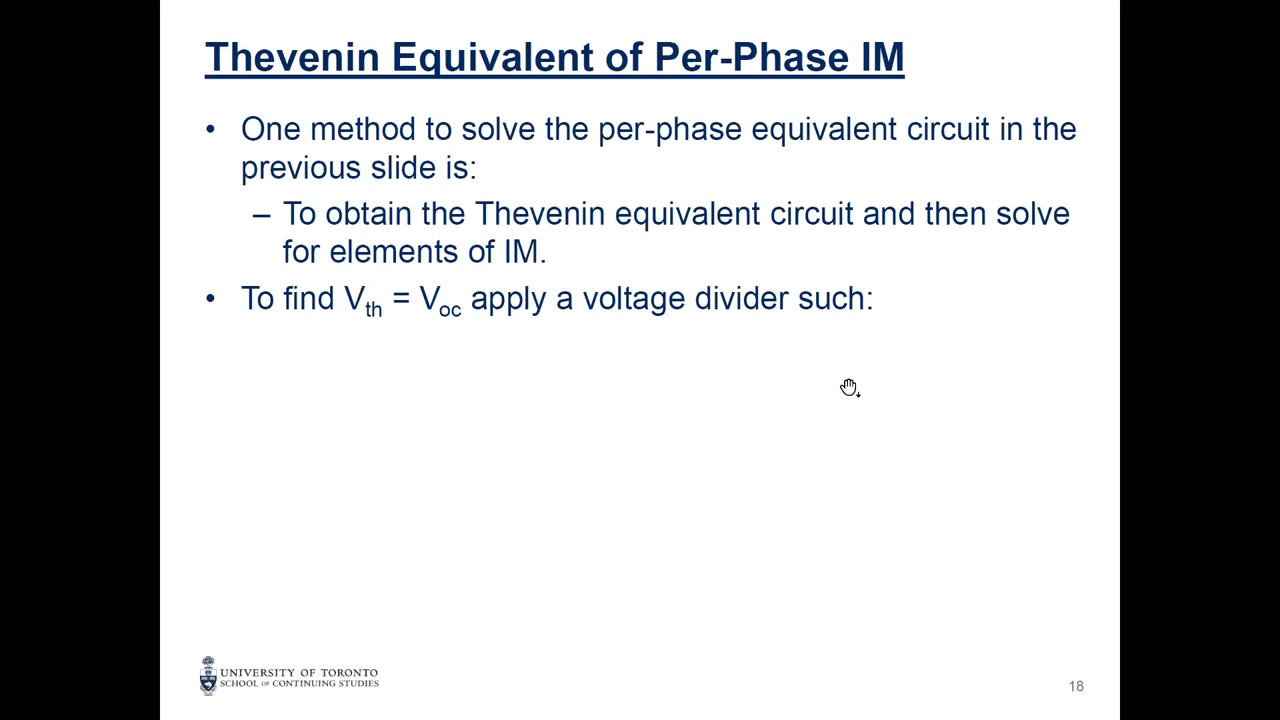 Thevenin Equivalent of Per-Phase IM
• One method to solve the per-phase equivalent circuit in the
previous slide is:
– To obtain the Thevenin equivalent circuit and then solve
for elements of IM.
• To find Vth = Voc apply a voltage divider such:
UNIVERSITY OF TORONTO
SCHOOL OF CONTINUING STUDIES
18